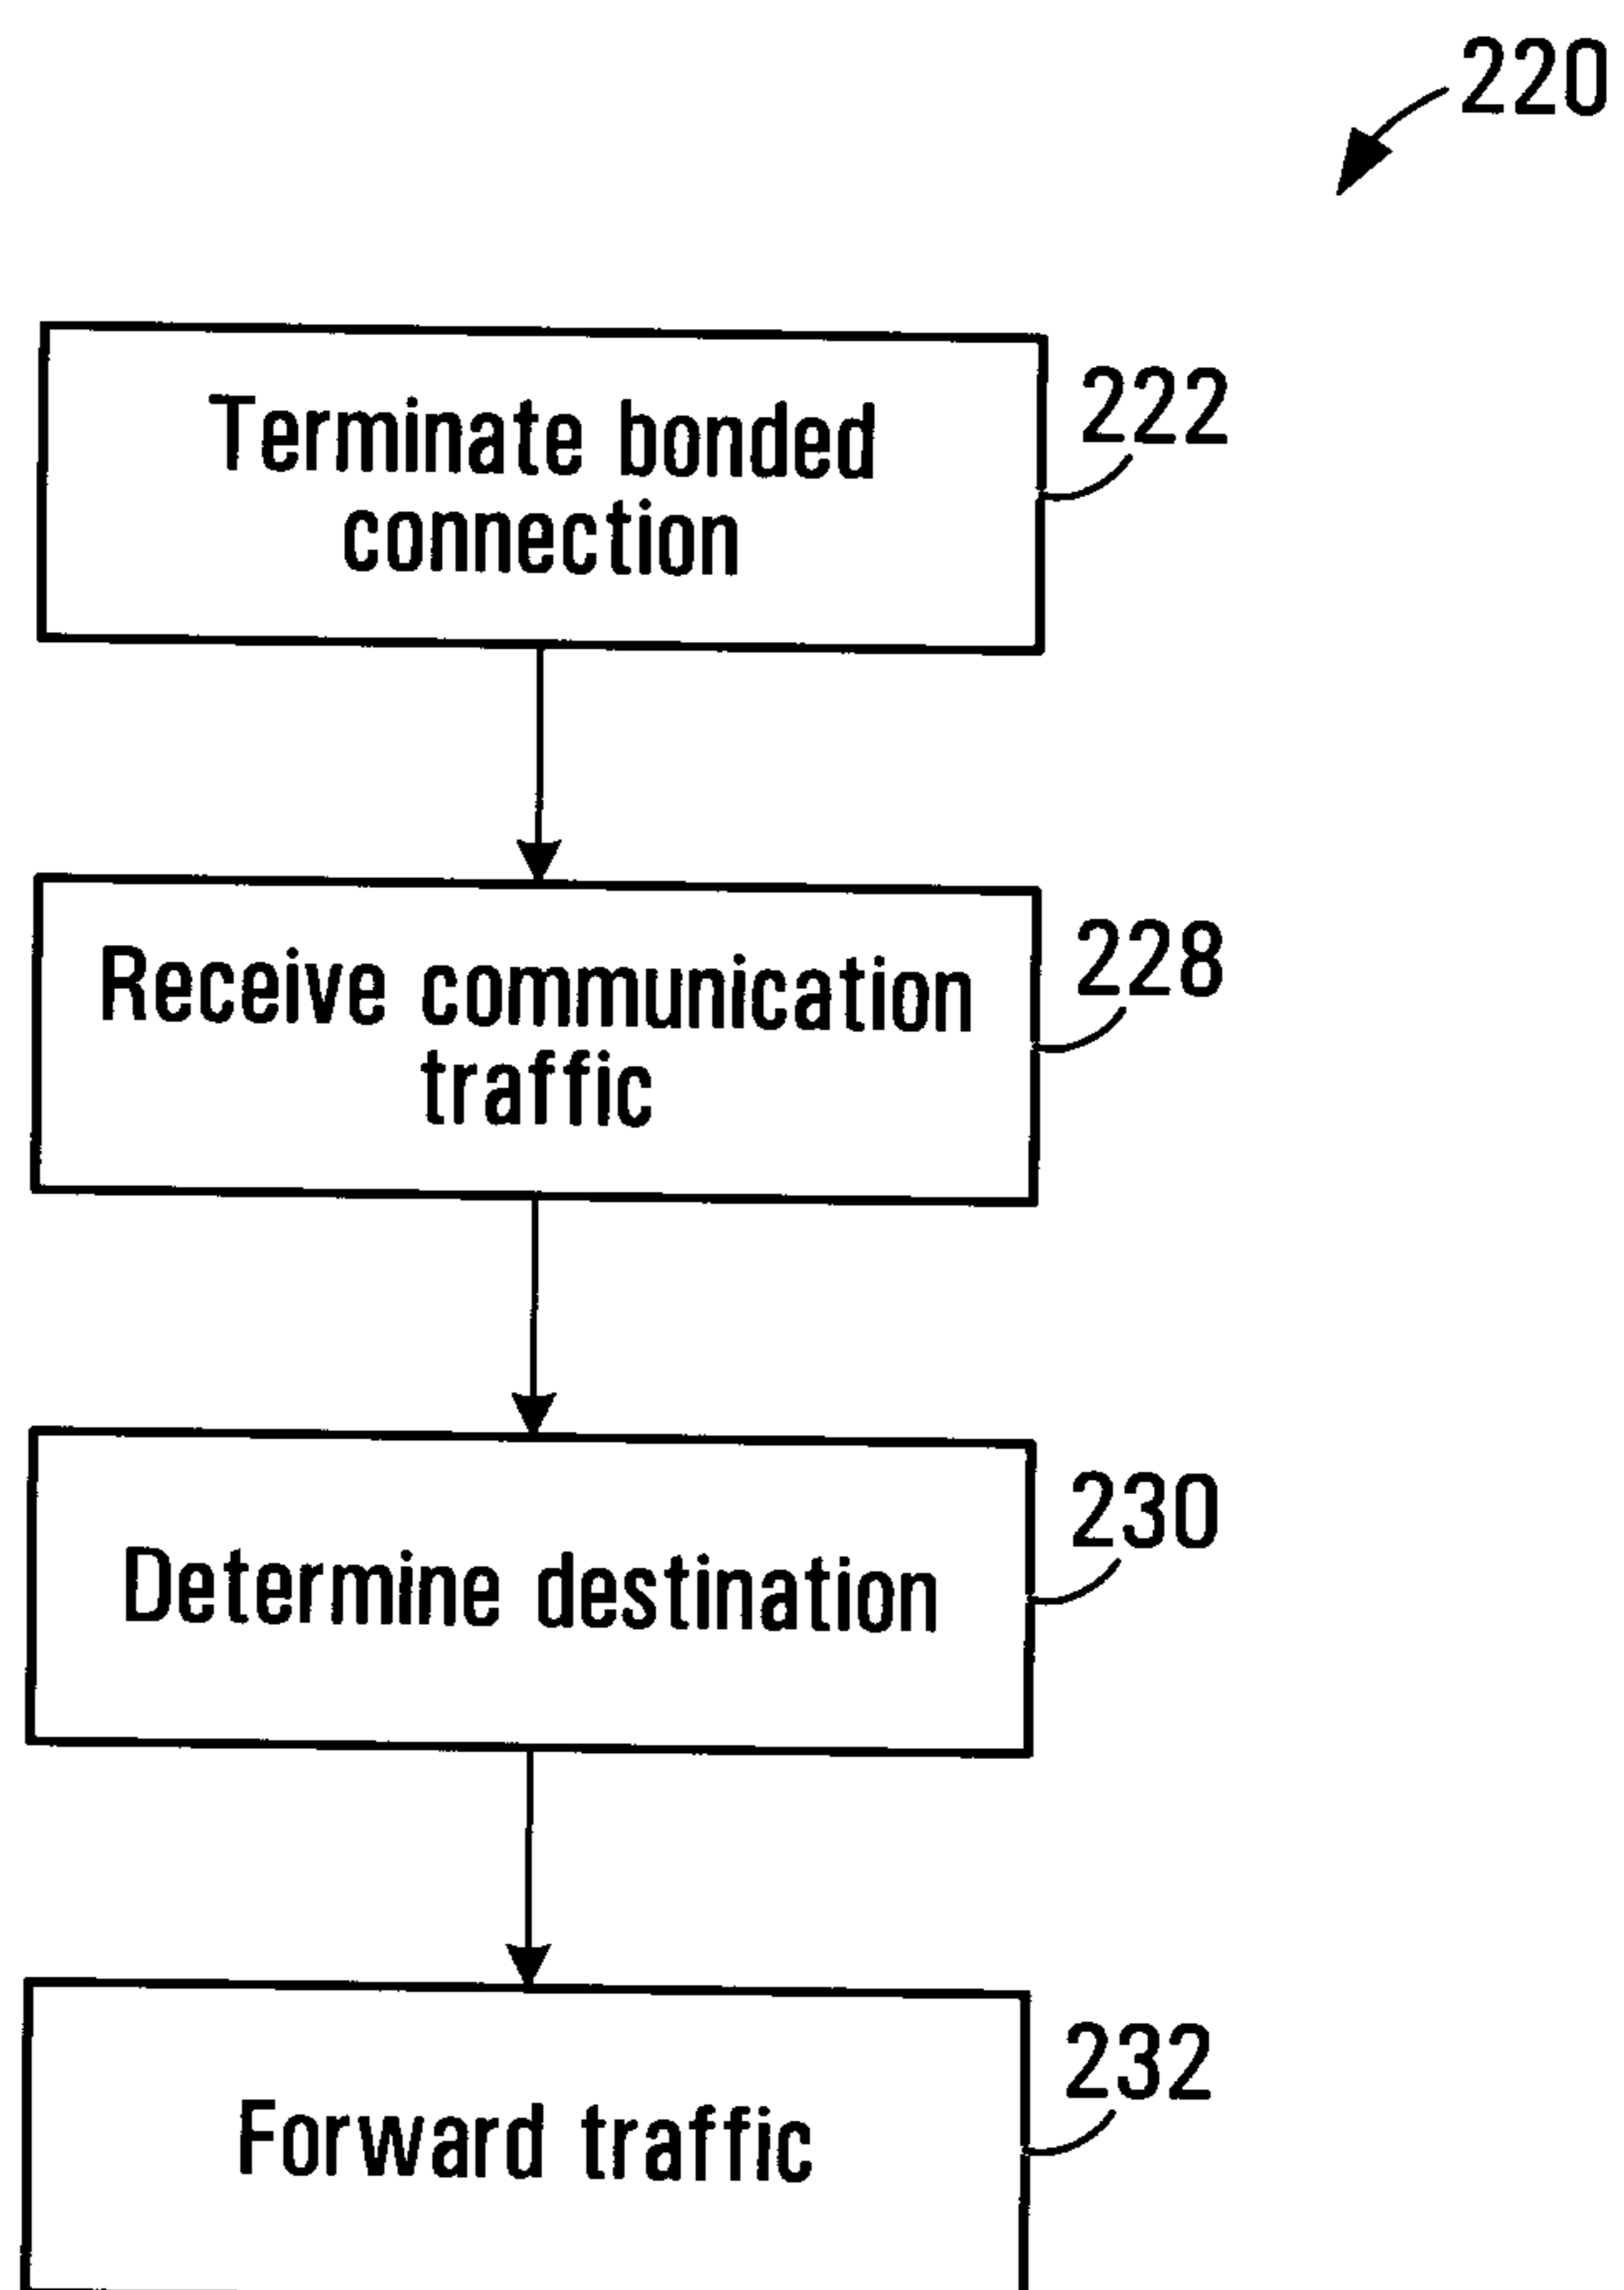 220
Terminate bonded
connection
222
Receive communication
traffic
228
Determine destination
230
Forward traffic
232